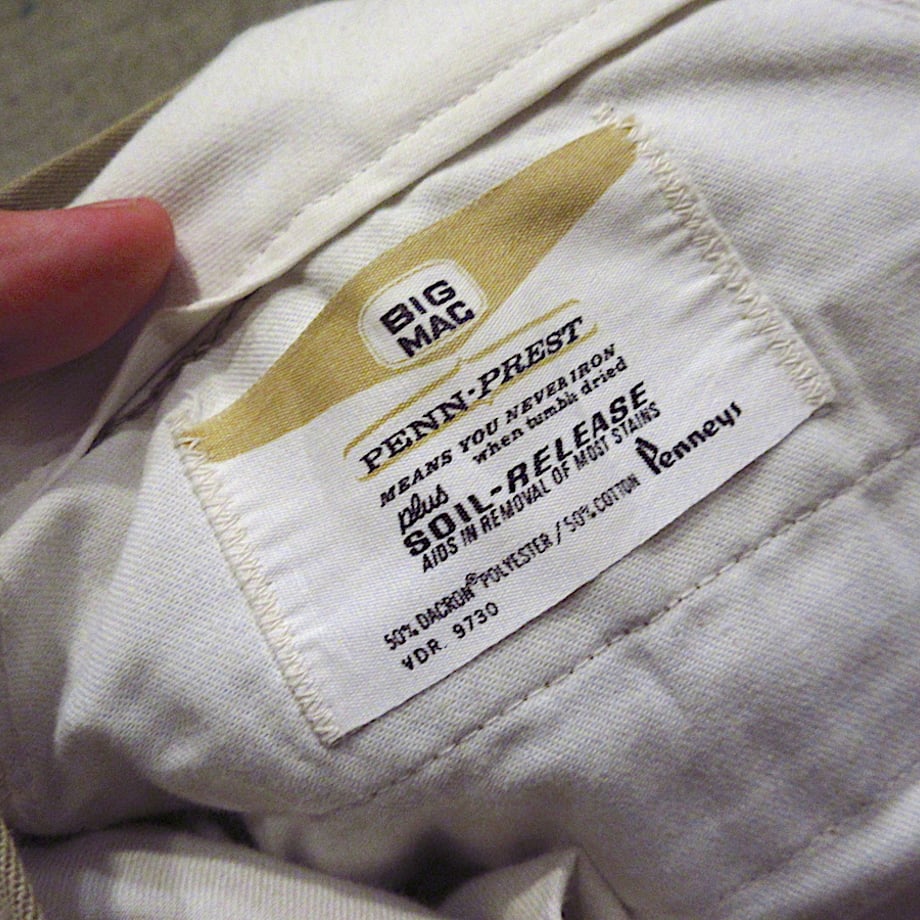 BIG
MAC
PENN-PREST
MEANS YOU NEVER IRON
when tumble dried
plus
SOIL-RELEASE
AIDS IN REMOVAL OF MOST STAINS
50% DACRON® POLYESTER / 50% COTTON Penneys
VDR. 9730